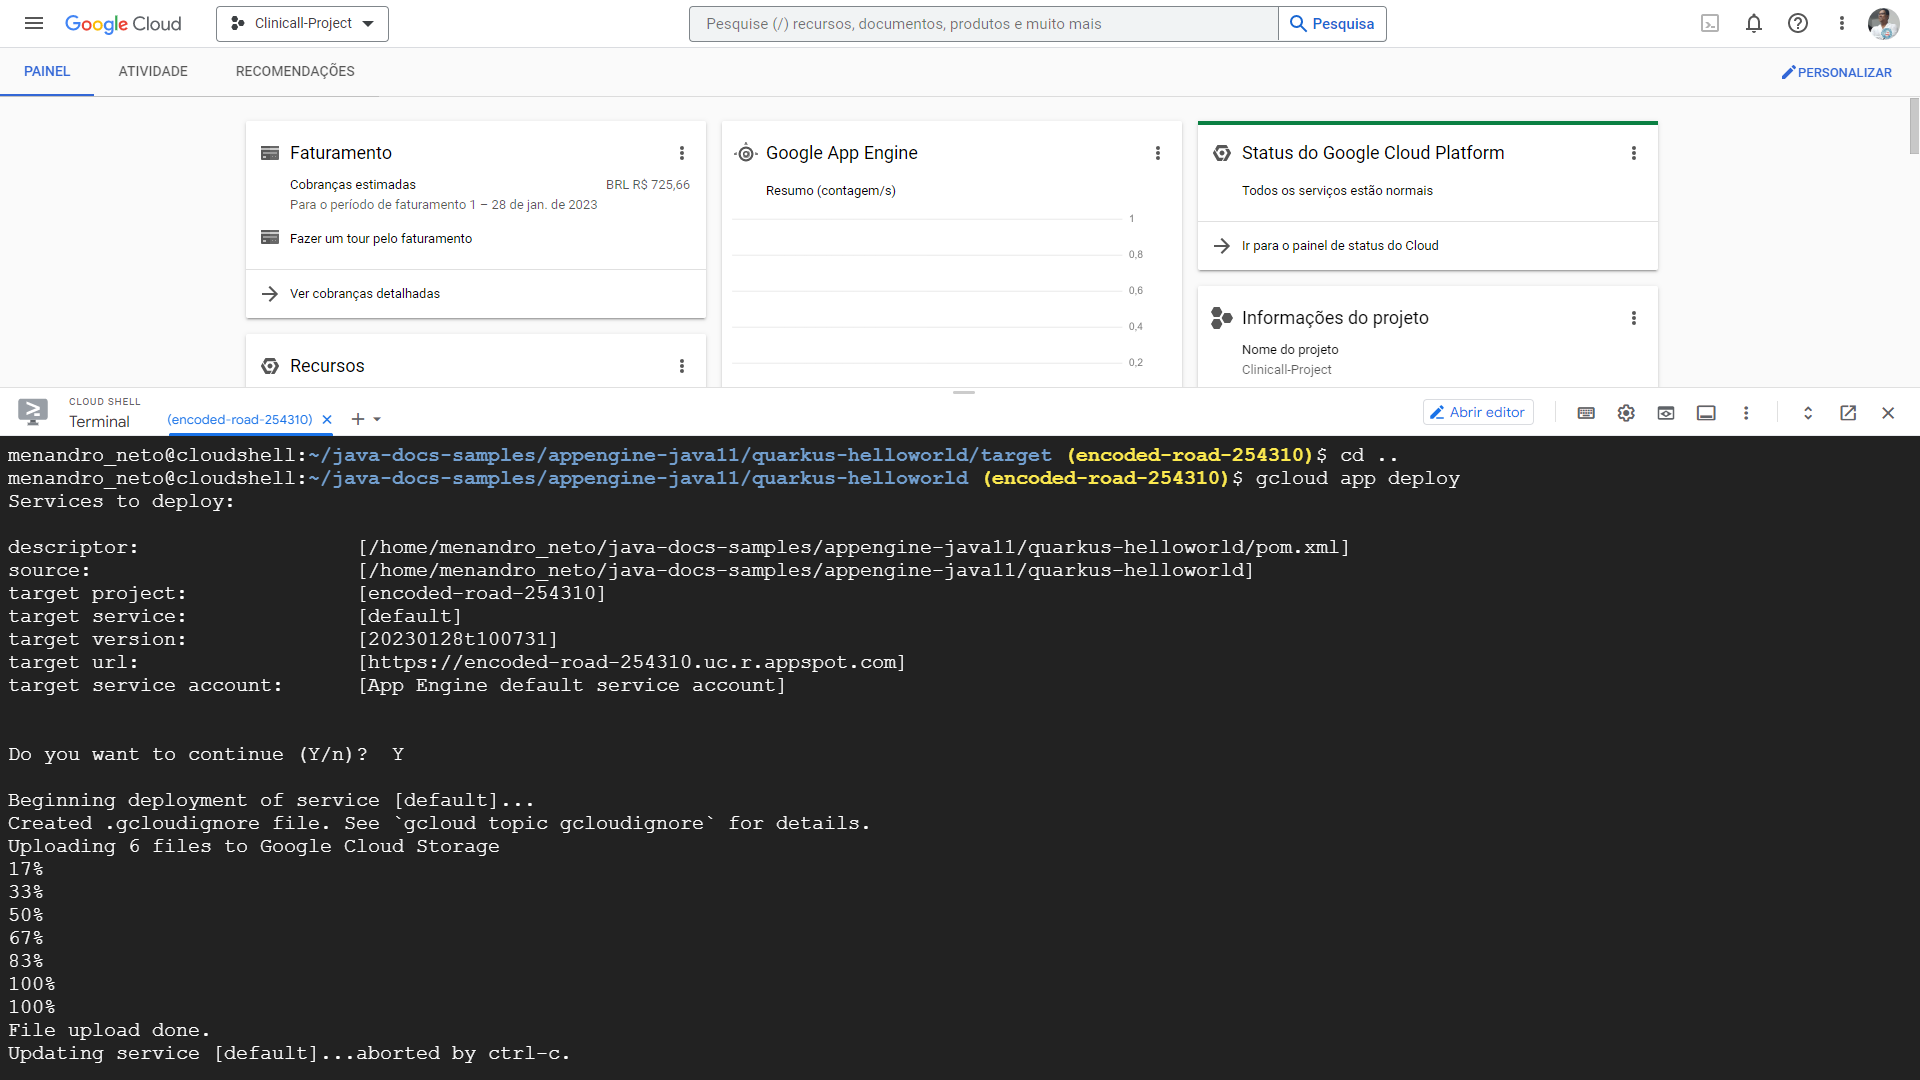 Google Cloud
Clinicall-Project
Pesquise (/) recursos, documentos, produtos e muito mais
Pesquisa
PAINEL
ATIVIDADE
RECOMENDAÇÕES
PERSONALIZAR
Faturamento
Cobranças estimadas
BRL R$ 725,66
Para o período de faturamento 1 – 28 de jan. de 2023
Fazer um tour pelo faturamento
Ver cobranças detalhadas
Recursos
Google App Engine
Resumo (contagem/s)
1
0,8
0,6
0,4
0,2
Status do Google Cloud Platform
Todos os serviços estão normais
Ir para o painel de status do Cloud
Informações do projeto
Nome do projeto
Clinicall-Project
CLOUD SHELL
Terminal
(encoded-road-254310)
Abrir editor
menandro_neto@cloudshell:~/java-docs-samples/appengine-java11/quarkus-helloworld/target (encoded-road-254310)$ cd ..
menandro_neto@cloudshell:~/java-docs-samples/appengine-java11/quarkus-helloworld (encoded-road-254310)$ gcloud app deploy
Services to deploy:
descriptor: [/home/menandro_neto/java-docs-samples/appengine-java11/quarkus-helloworld/pom.xml]
source: [/home/menandro_neto/java-docs-samples/appengine-java11/quarkus-helloworld]
target project: [encoded-road-254310]
target service: [default]
target version: [20230128t100731]
target url: [https://encoded-road-254310.uc.r.appspot.com]
target service account: [App Engine default service account]
Do you want to continue (Y/n)? Y
Beginning deployment of service [default]...
Created .gcloudignore file. See `gcloud topic gcloudignore` for details.
Uploading 6 files to Google Cloud Storage
17%
33%
50%
67%
83%
100%
100%
File upload done.
Updating service [default]...aborted by ctrl-c.